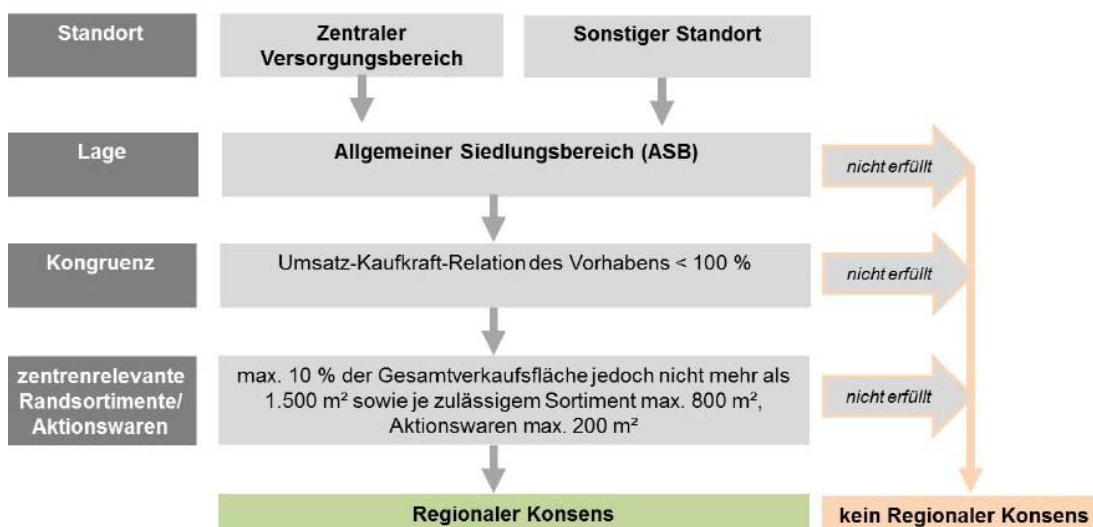 Standort
Zentraler
Versorgungsbereich
Sonstiger Standort
Lage
Allgemeiner Siedlungsbereich (ASB)
nicht erfüllt
Kongruenz
Umsatz-Kaufkraft-Relation des Vorhabens < 100 %
nicht erfüllt
zentrenrelevante
Randsortimente/
Aktionswaren
max. 10 % der Gesamtverkaufsfläche jedoch nicht mehr als
1.500 m² sowie je zulässigem Sortiment max. 800 m²,
Aktionswaren max. 200 m²
nicht erfüllt
Regionaler Konsens
kein Regionaler Konsens